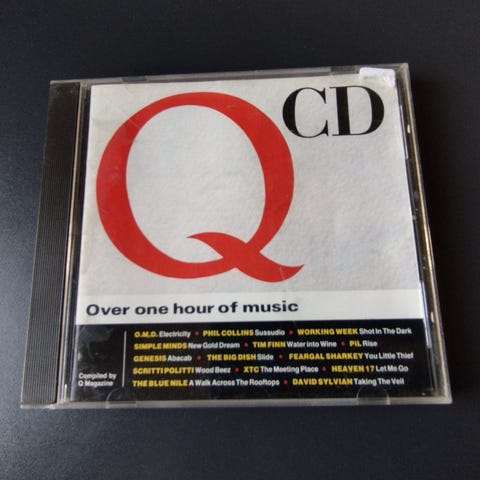 Q CD
Over one hour of music
O.M.D. Electricity • PHIL COLLINS Sussudio • WORKING WEEK Shot In The Dark
SIMPLE MINDS New Gold Dream • TIM FINN Water into Wine • PIL Rise
GENESIS Abacab • THE BIG DISH Slide • FEARGAL SHARKEY You Little Thief
SCRITTI POLITTI Wood Beez • XTC The Meeting Place • HEAVEN 17 Let Me Go
THE BLUE NILE A Walk Across The Rooftops • DAVID SYLVIAN Taking The Veil
Compiled by
Q Magazine